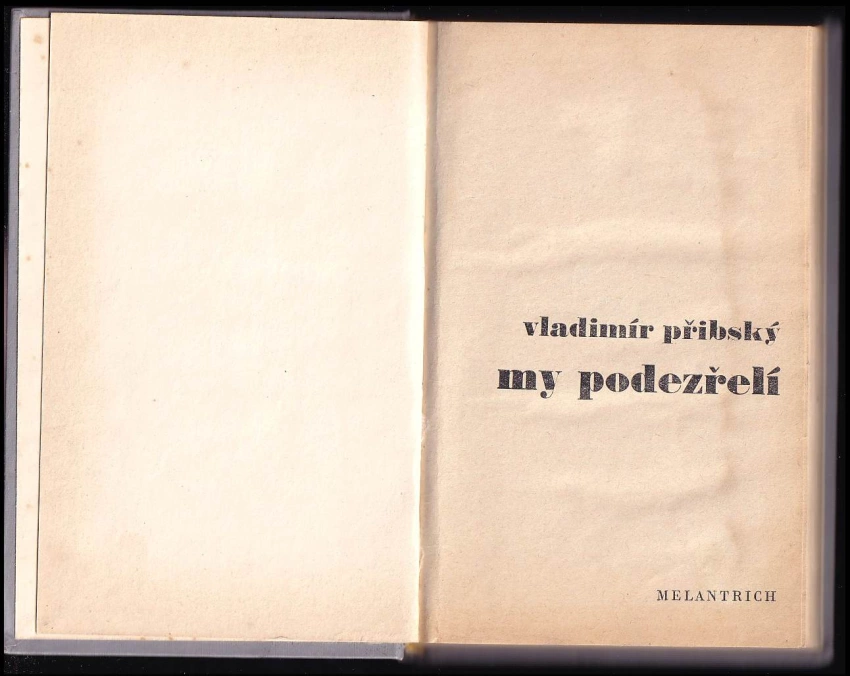 vladimír přibský
my podezřelí
MELANTRICH